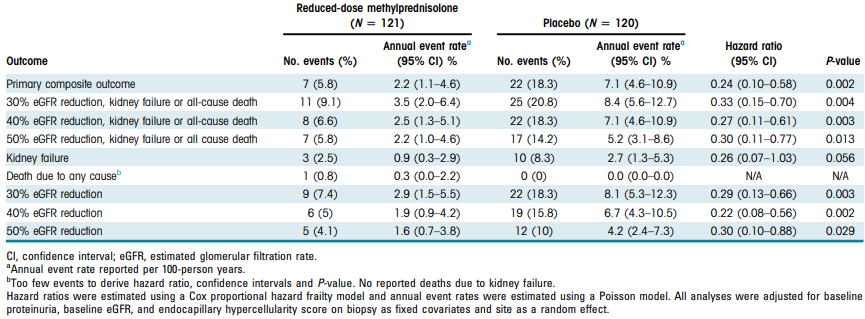 Reduced-dose methylprednisolone (N = 121) Placebo (N = 120)
Outcome No. events (%) Annual event rateᵃ (95% CI) % No. events (%) Annual event rateᵃ (95% CI) % Hazard ratio (95% CI) P-value
Primary composite outcome 7 (5.8) 2.2 (1.1–4.6) 22 (18.3) 7.1 (4.6–10.9) 0.24 (0.10–0.58) 0.002
30% eGFR reduction, kidney failure or all-cause death 11 (9.1) 3.5 (2.0–6.4) 25 (20.8) 8.4 (5.6–12.7) 0.33 (0.15–0.70) 0.004
40% eGFR reduction, kidney failure or all-cause death 8 (6.6) 2.5 (1.3–5.1) 22 (18.3) 7.1 (4.6–10.9) 0.27 (0.11–0.61) 0.003
50% eGFR reduction, kidney failure or all cause death 7 (5.8) 2.2 (1.0–4.6) 17 (14.2) 5.2 (3.1–8.6) 0.30 (0.11–0.77) 0.013
Kidney failure 3 (2.5) 0.9 (0.3–2.9) 10 (8.3) 2.7 (1.3–5.3) 0.26 (0.07–1.03) 0.056
Death due to any causeᵇ 1 (0.8) 0.3 (0.0–2.2) 0 (0) 0.0 (0.0–0.0) N/A N/A
30% eGFR reduction 9 (7.4) 2.9 (1.5–5.5) 22 (18.3) 8.1 (5.3–12.3) 0.29 (0.13–0.66) 0.003
40% eGFR reduction 6 (5) 1.9 (0.9–4.2) 19 (15.8) 6.7 (4.3–10.5) 0.22 (0.08–0.56) 0.002
50% eGFR reduction 5 (4.1) 1.6 (0.7–3.8) 12 (10) 4.2 (2.4–7.3) 0.30 (0.10–0.88) 0.029
CI, confidence interval; eGFR, estimated glomerular filtration rate.
ᵃAnnual event rate reported per 100-person years.
ᵇToo few events to derive hazard ratio, confidence intervals and P-value. No reported deaths due to kidney failure.
Hazard ratios were estimated using a Cox proportional hazard frailty model and annual event rates were estimated using a Poisson model. All analyses were adjusted for baseline
proteinuria, baseline eGFR, and endocapillary hypercellularity score on biopsy as fixed covariates and site as a random effect.